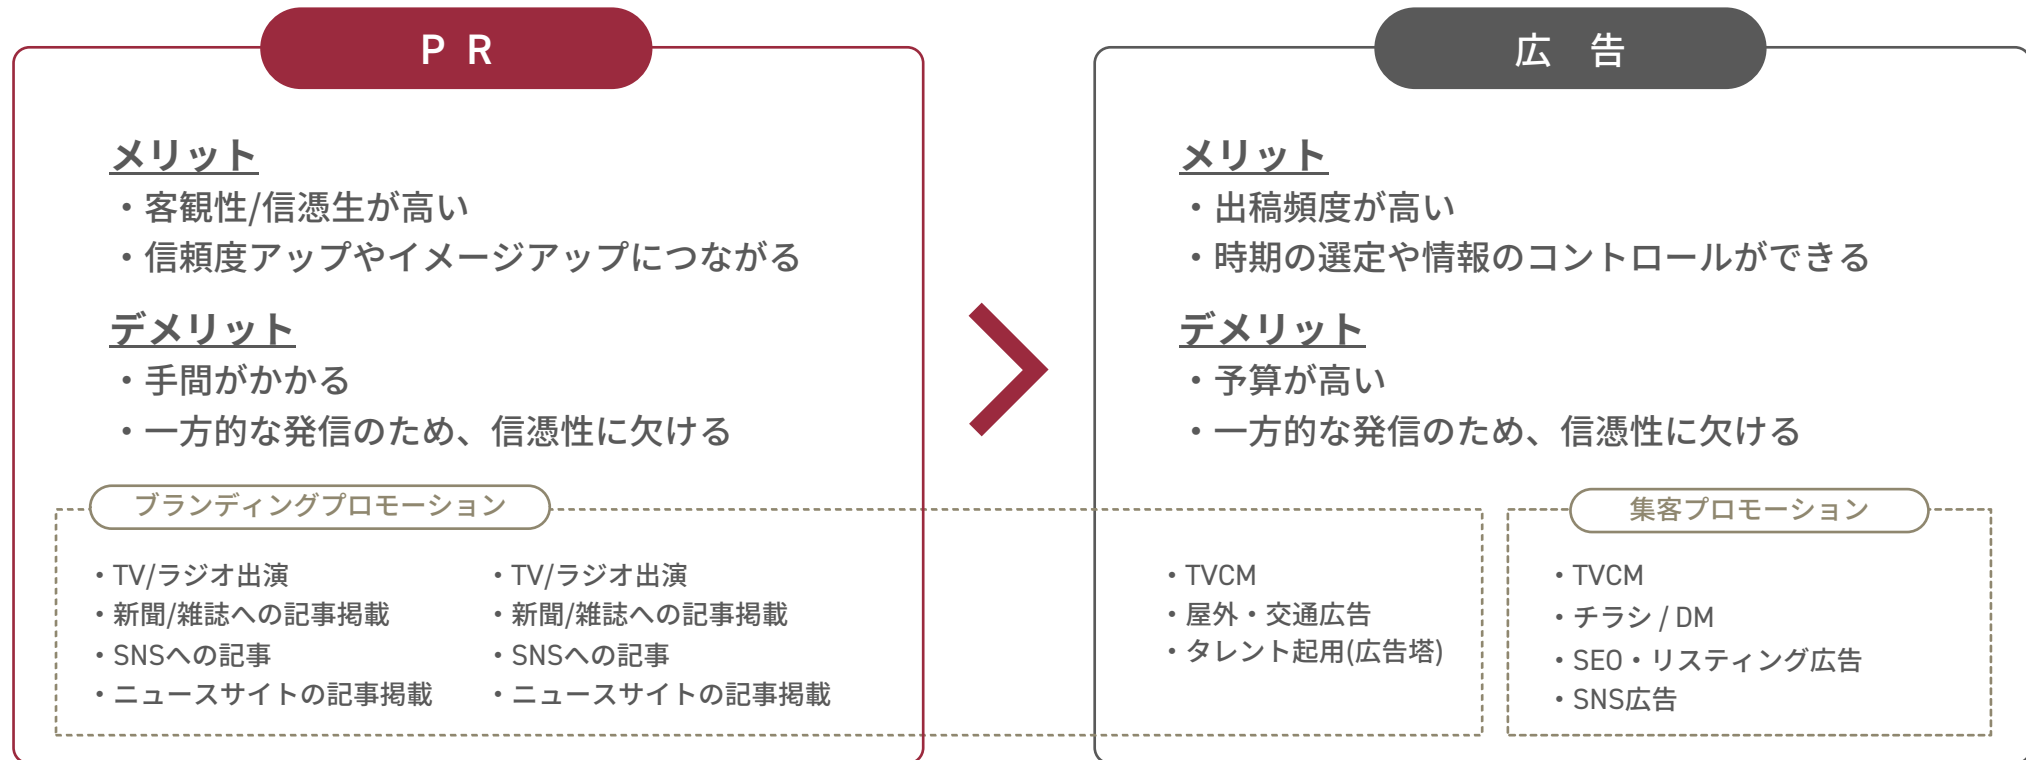 PR
メリット
・客観性/信憑生が高い
・信頼度アップやイメージアップにつながる
デメリット
・手間がかかる
・一方的な発信のため、信憑性に欠ける
広告
メリット
・出稿頻度が高い
・時期の選定や情報のコントロールができる
デメリット
・予算が高い
・一方的な発信のため、信憑性に欠ける
ブランディングプロモーション
・TV/ラジオ出演
・新聞/雑誌への記事掲載
・SNSへの記事
・ニュースサイトの記事掲載
・TV/ラジオ出演
・新聞/雑誌への記事掲載
・SNSへの記事
・ニュースサイトの記事掲載
・TVCM
・屋外・交通広告
・タレント起用(広告塔)
集客プロモーション
・TVCM
・チラシ / DM
・SEO・リスティング広告
・SNS広告